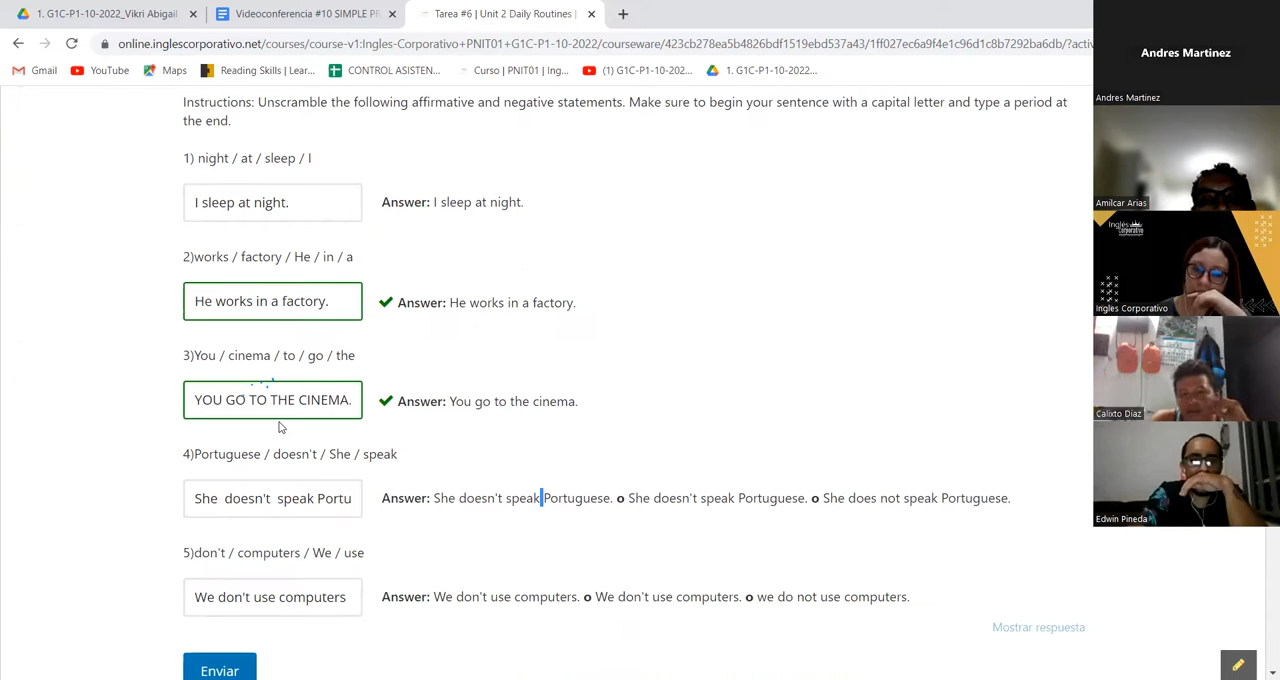 1. G1C-P1-10-2022_Vikri Abigail
Videoconferencia #10 SIMPLE PR
Tarea #6 | Unit 2 Daily Routines |
online.inglescorporativo.net/courses/course-v1:Ingles-Corporativo+PNIT01+G1C-P1-10-2022/courseware/423cb278ea5b4826bdf1519ebd537a43/1ff027ec6a9f4e1c96d1c8b7292ba6db/?acti
Gmail
YouTube
Maps
Reading Skills | Lear...
CONTROL ASISTEN...
Curso | PNIT01 | Ing...
(1) G1C-P1-10-202...
1. G1C-P1-10-2022...
Instructions: Unscramble the following affirmative and negative statements. Make sure to begin your sentence with a capital letter and type a period at
the end.
1) night / at / sleep / I
I sleep at night.
Answer: I sleep at night.
2)works / factory / He / in / a
He works in a factory.
Answer: He works in a factory.
3)You / cinema / to / go / the
YOU GO TO THE CINEMA.
Answer: You go to the cinema.
4)Portuguese / doesn't / She / speak
She doesn't speak Portu
Answer: She doesn't speak Portuguese. o She doesn't speak Portuguese. o She does not speak Portuguese.
5)don't / computers / We / use
We don't use computers
Answer: We don't use computers. o We don't use computers. o we do not use computers.
Mostrar respuesta
Enviar
Andres Martinez
Andres Martinez
Amilcar Arias
Inglés
Corporativo
Ingles Corporativo
Calixto Diaz
Edwin Pineda